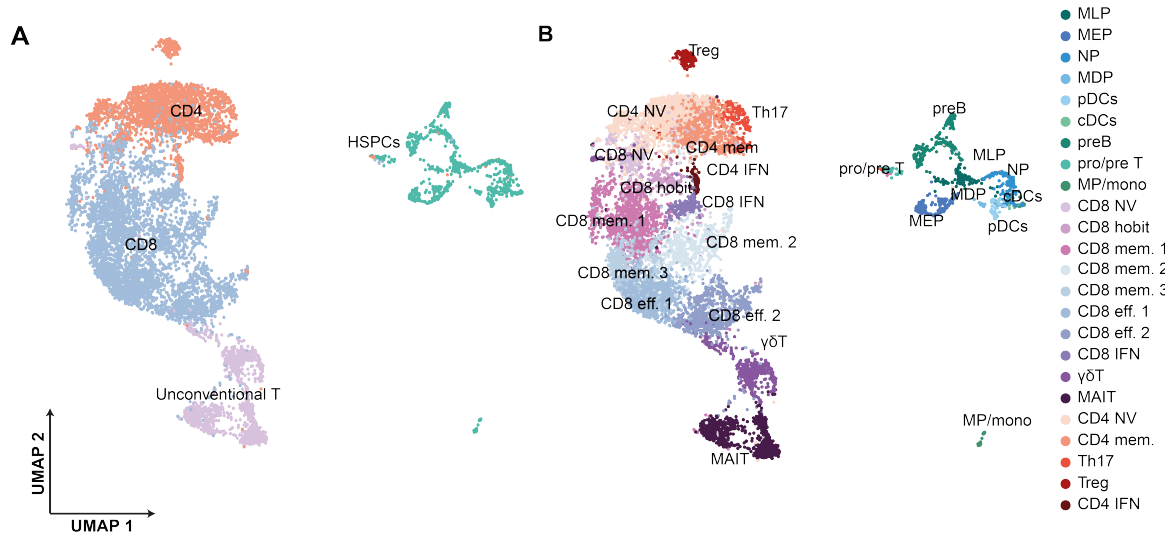 A
CD4
HSPCs
CD8
Unconventional T
UMAP 2
UMAP 1
B
Treg
CD4 NV
Th17
CD4 mem
CD8 NV
CD4 IFN
CD8 hobit
CD8 IFN
CD8 mem. 1
CD8 mem. 2
CD8 mem. 3
CD8 eff. 1
CD8 eff. 2
γδT
MAIT
preB
MLP
pro/pre T
NP
MDP
cDCs
MEP
pDCs
MP/mono
MLP
MEP
NP
MDP
pDCs
cDCs
preB
pro/pre T
MP/mono
CD8 NV
CD8 hobit
CD8 mem. 1
CD8 mem. 2
CD8 mem. 3
CD8 eff. 1
CD8 eff. 2
CD8 IFN
γδT
MAIT
CD4 NV
CD4 mem.
Th17
Treg
CD4 IFN